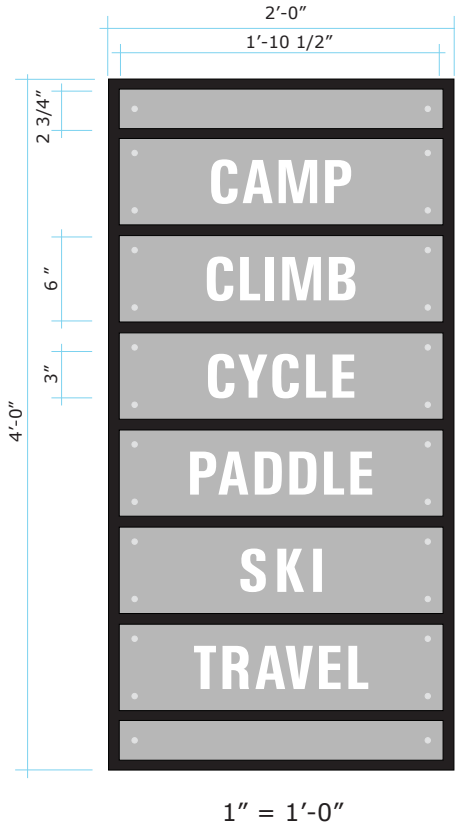 2’-0”
1’-10 1/2”
2 3/4”
CAMP
CLIMB
6 ”
CYCLE
3”
4’-0”
PADDLE
SKI
TRAVEL
1” = 1’-0”